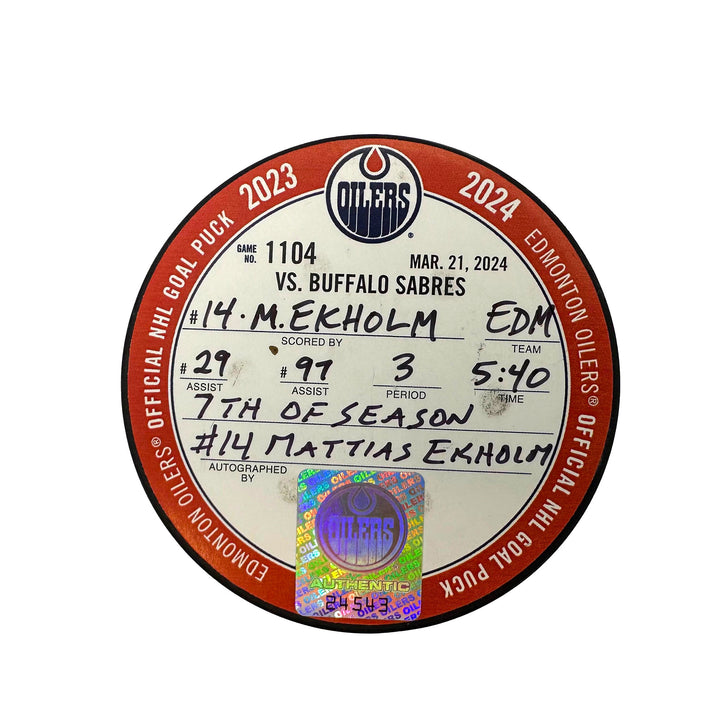 2023
2024
OILERS®
GAME NO. 1104
MAR. 21, 2024
VS. BUFFALO SABRES
#14·M. EKHOLM EDM
SCORED BY TEAM
#29 #97 3 5:40
ASSIST ASSIST PERIOD TIME
7TH OF SEASON
#14 MATTIAS EKHOLM
AUTOGRAPHED BY
OILERS
AUTHENTIC
24543
EDMONTON OILERS® OFFICIAL NHL GOAL PUCK
EDMONTON OILERS® OFFICIAL NHL GOAL PUCK